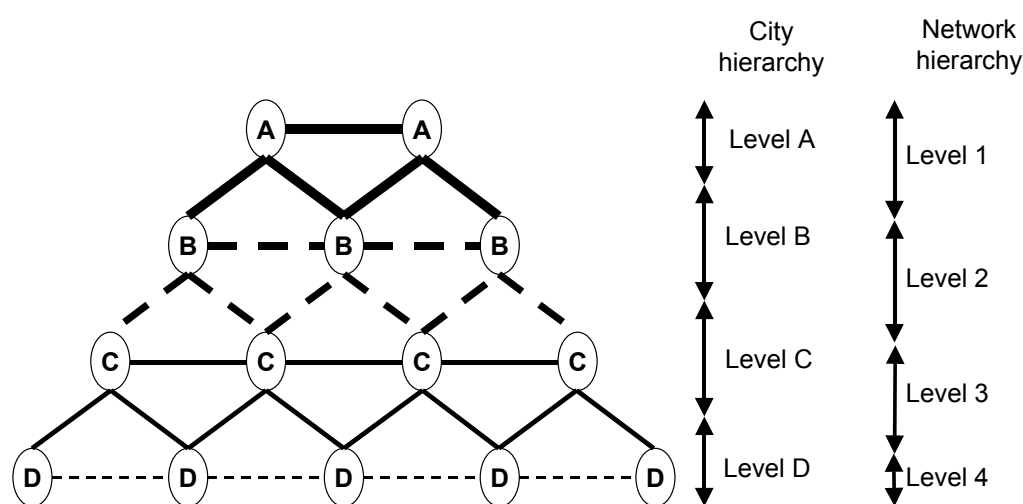 City
hierarchy
Network
hierarchy
A A
Level A
Level 1
B B B
Level B
Level 2
C C C C
Level C
Level 3
D D D D D
Level D
Level 4